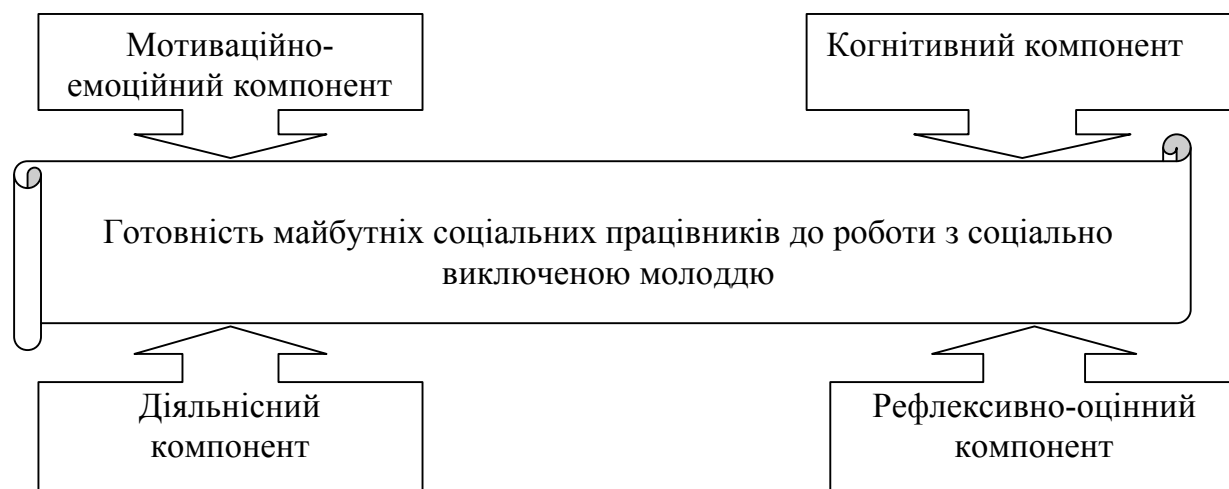 Мотиваційно-
емоційний компонент
Когнітивний компонент
Готовність майбутніх соціальних працівників до роботи з соціально
виключеною молоддю
Діяльнісний
компонент
Рефлексивно-оцінний
компонент